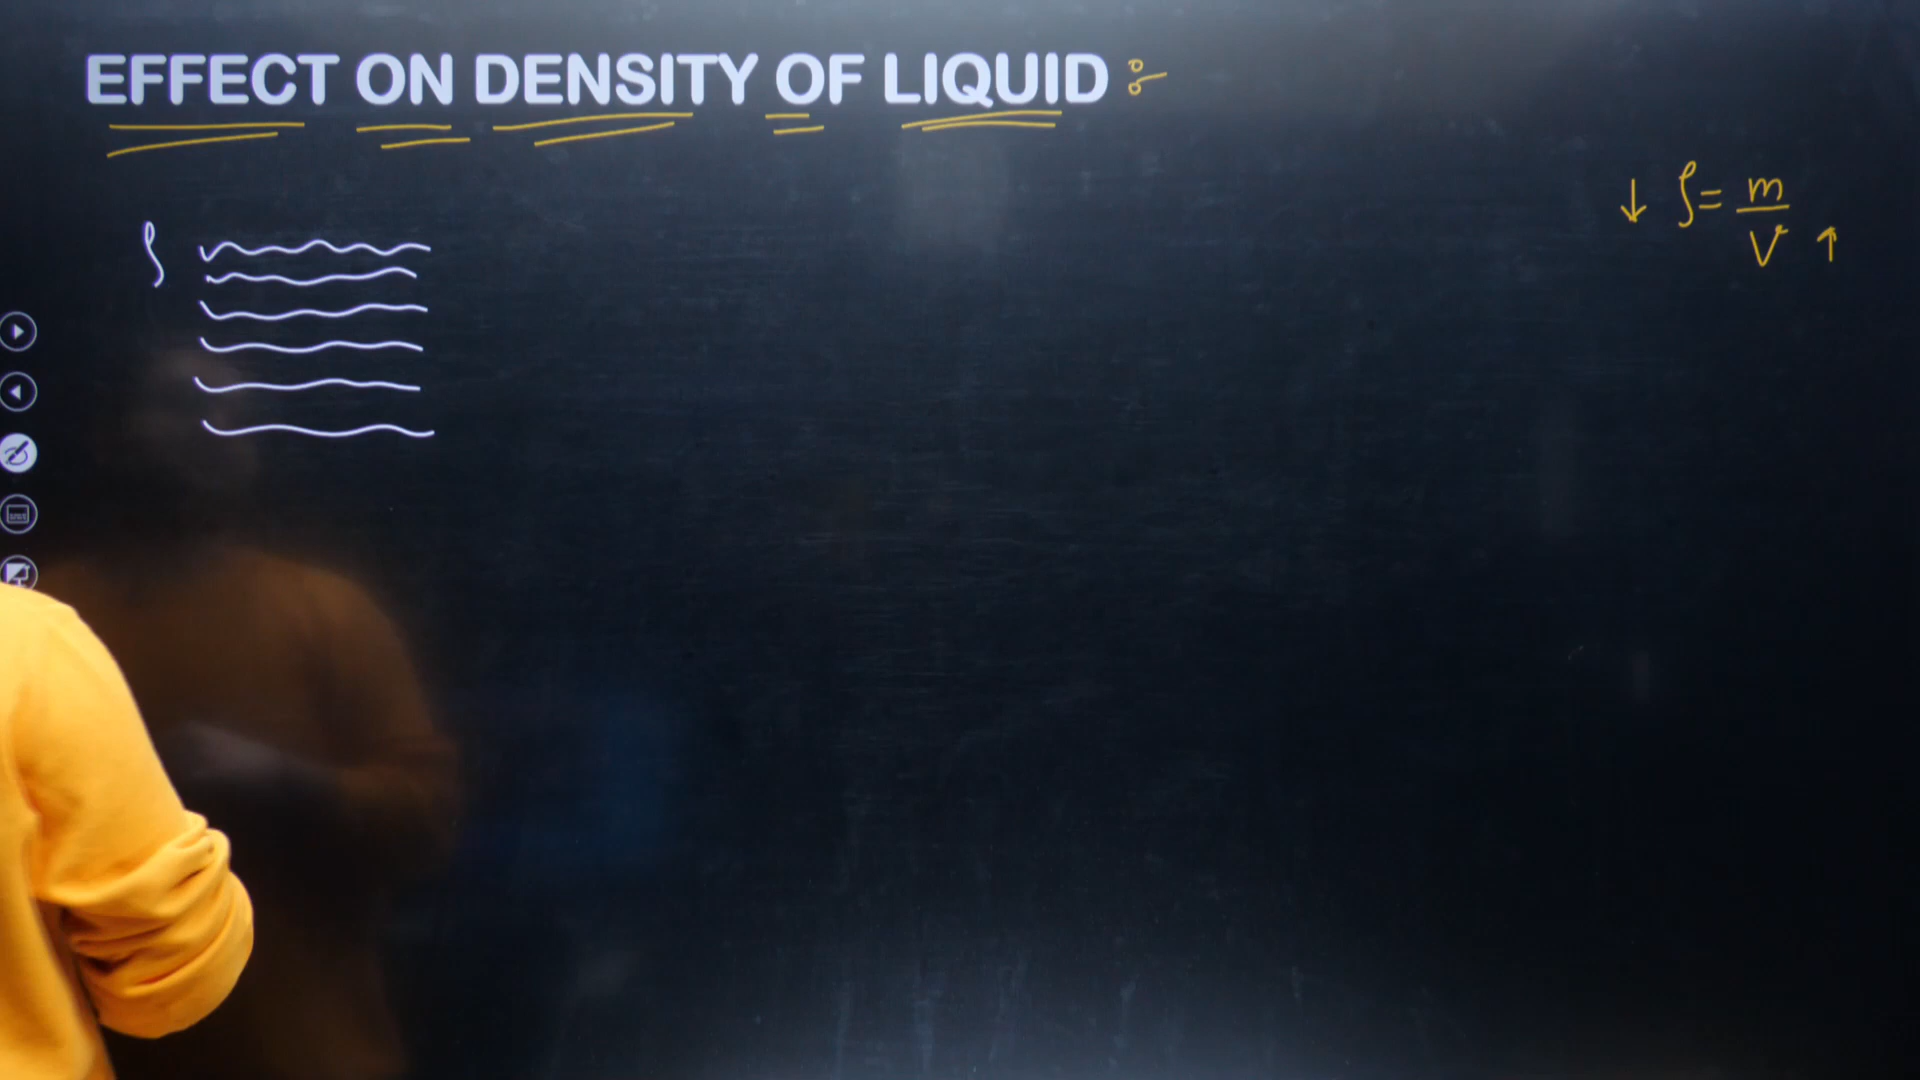 EFFECT ON DENSITY OF LIQUID :-
↓ ρ = m/V ↑
ρ